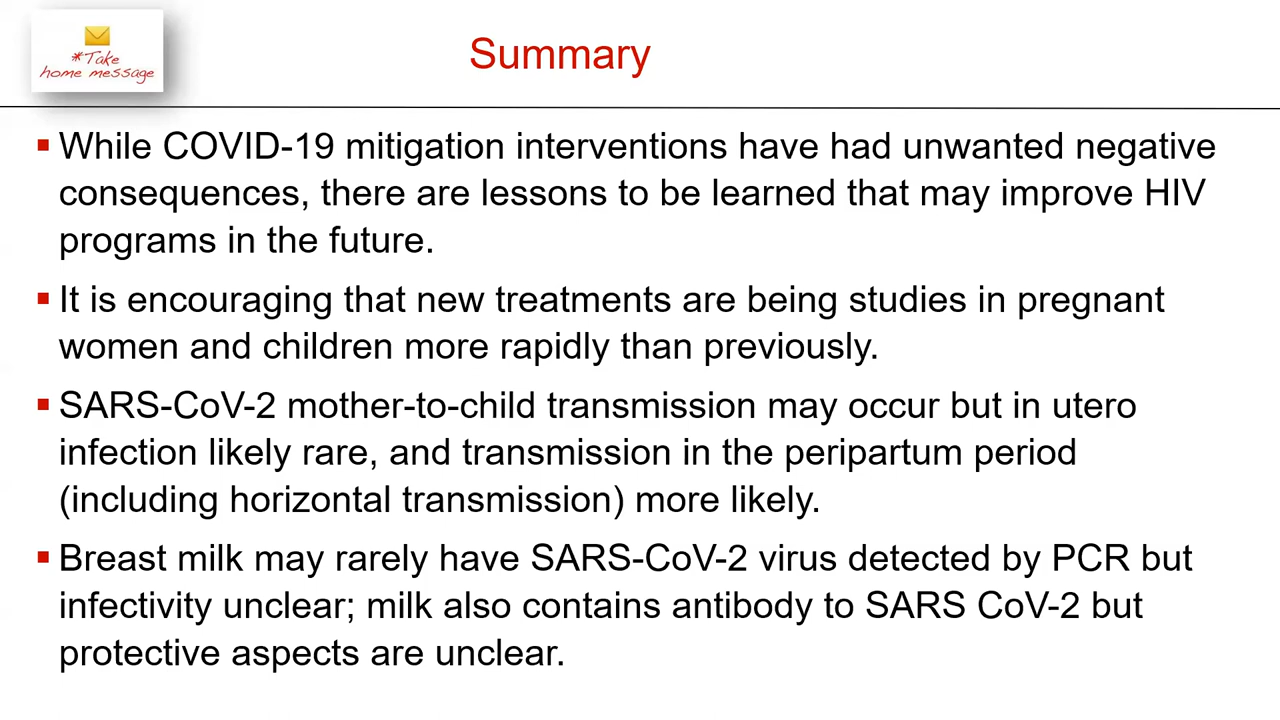 *Take
home message
Summary
▪ While COVID-19 mitigation interventions have had unwanted negative
consequences, there are lessons to be learned that may improve HIV
programs in the future.
▪ It is encouraging that new treatments are being studies in pregnant
women and children more rapidly than previously.
▪ SARS-CoV-2 mother-to-child transmission may occur but in utero
infection likely rare, and transmission in the peripartum period
(including horizontal transmission) more likely.
▪ Breast milk may rarely have SARS-CoV-2 virus detected by PCR but
infectivity unclear; milk also contains antibody to SARS CoV-2 but
protective aspects are unclear.